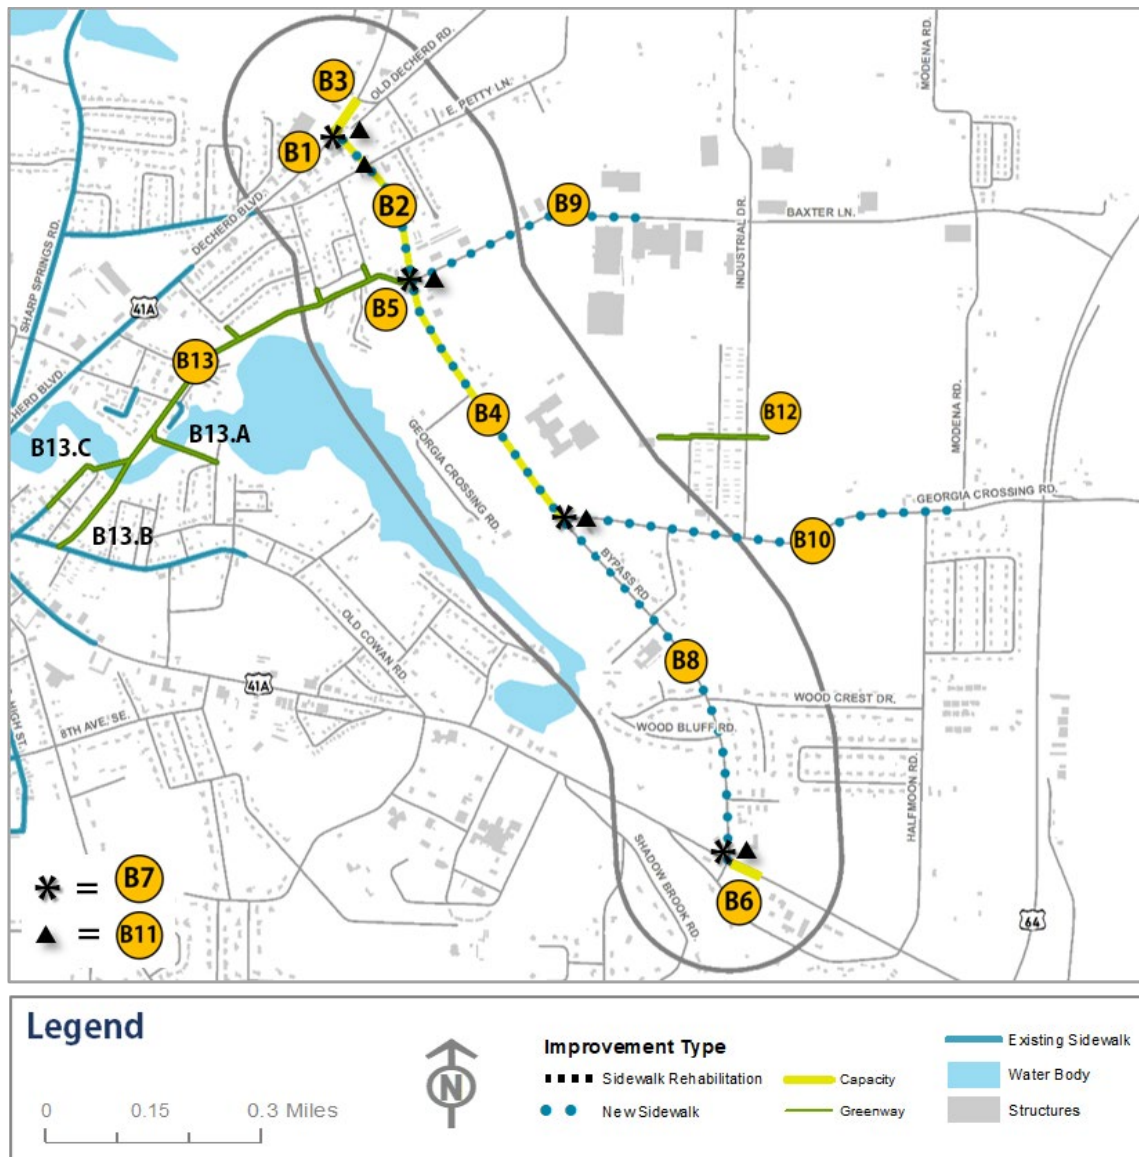 MODENA RD.
OLD DECHERD RD.
B3
E. PETTY LN.
B1
B2
B9
BAXTER LN.
DECHERD BLVD.
INDUSTRIAL DR.
SHARP SPRINGS RD.
41A
B5
B13
CHERD BLVD.
B4
B12
MODENA RD.
B13.A
B13.C
GEORGIA CROSSING RD.
GEORGIA CROSSING RD.
B13.B
B10
BYPASS RD.
OLD COWAN RD.
B8
41A
WOOD CREST DR.
HIGH ST.
8TH AVE. SE.
WOOD BLUFF RD.
HALFMOON RD.
SHADOW BROOK RD.
* = B7
B6
64
▲ = B11
Legend
Improvement Type
Existing Sidewalk
Sidewalk Rehabilitation
Capacity
Water Body
0 0.15 0.3 Miles
N
New Sidewalk
Greenway
Structures